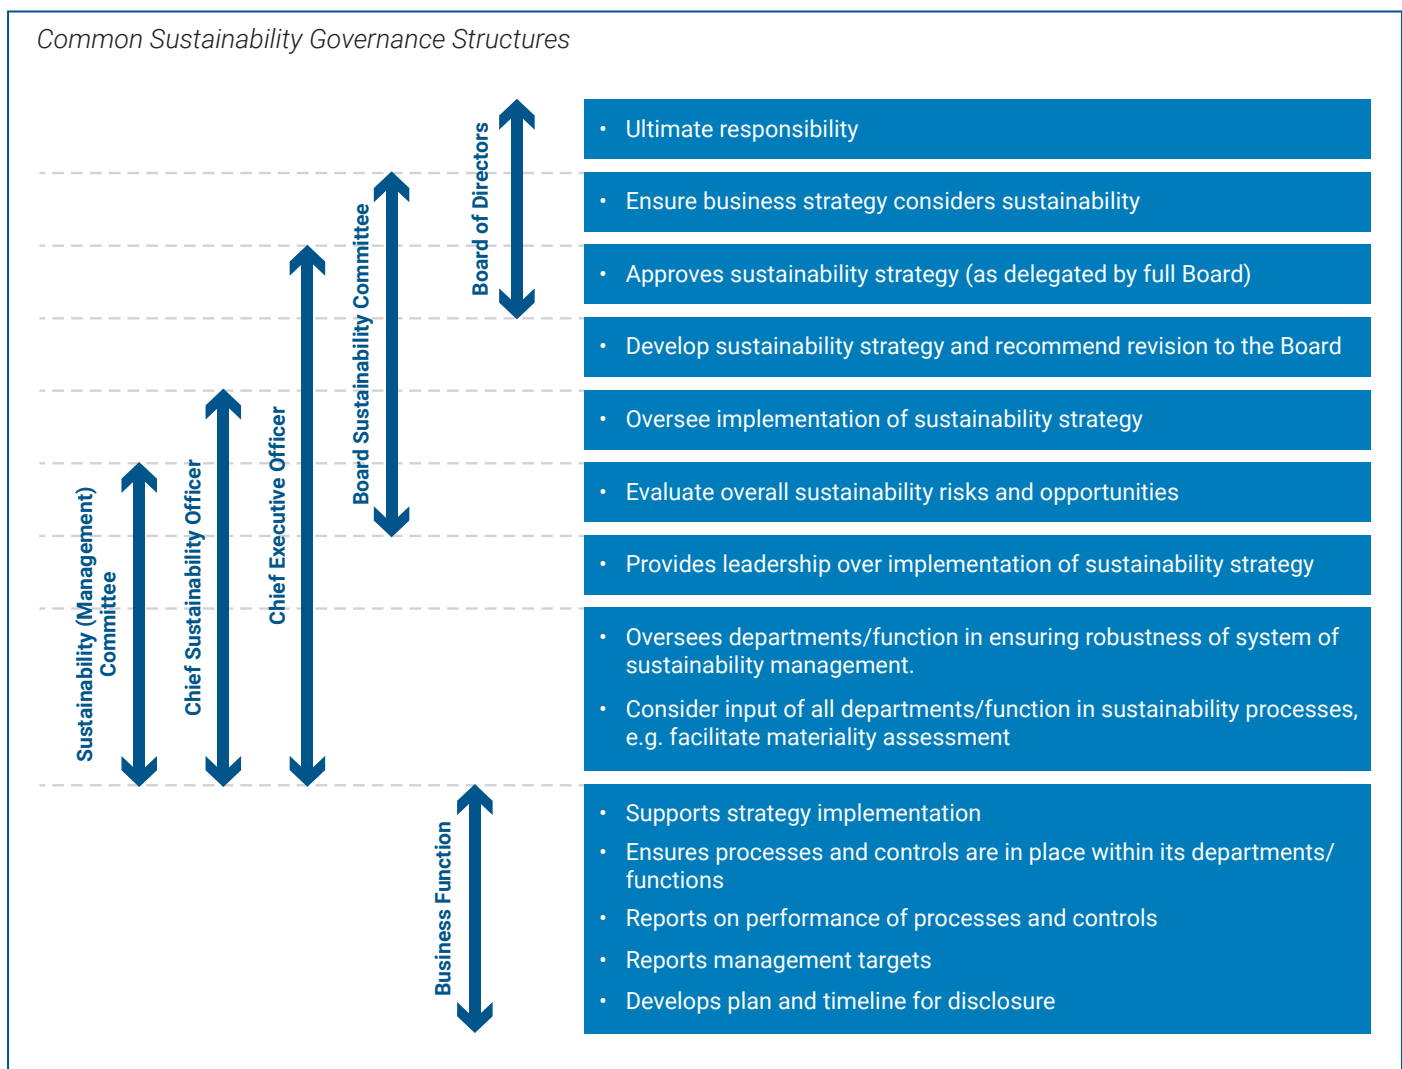 Common Sustainability Governance Structures
Board of Directors
Board Sustainability Committee
Chief Executive Officer
Chief Sustainability Officer
Sustainability (Management)
Committee
Business Function
• Ultimate responsibility
• Ensure business strategy considers sustainability
• Approves sustainability strategy (as delegated by full Board)
• Develop sustainability strategy and recommend revision to the Board
• Oversee implementation of sustainability strategy
• Evaluate overall sustainability risks and opportunities
• Provides leadership over implementation of sustainability strategy
• Oversees departments/function in ensuring robustness of system of
sustainability management.
• Consider input of all departments/function in sustainability processes,
e.g. facilitate materiality assessment
• Supports strategy implementation
• Ensures processes and controls are in place within its departments/
functions
• Reports on performance of processes and controls
• Reports management targets
• Develops plan and timeline for disclosure